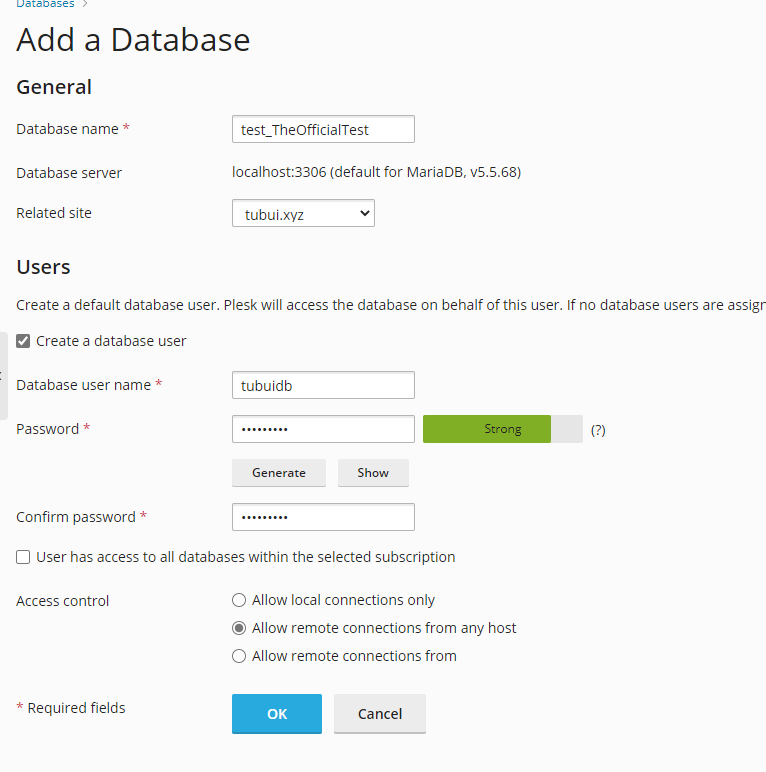 Databases >
Add a Database
General
Database name *
test_TheOfficialTest
Database server
localhost:3306 (default for MariaDB, v5.5.68)
Related site
tubui.xyz
Users
Create a default database user. Plesk will access the database on behalf of this user. If no database users are assign
Create a database user
Database user name *
tubuidb
Password *
•••••••••
Strong
(?)
Generate
Show
Confirm password *
•••••••••
User has access to all databases within the selected subscription
Access control
Allow local connections only
Allow remote connections from any host
Allow remote connections from
* Required fields
OK
Cancel